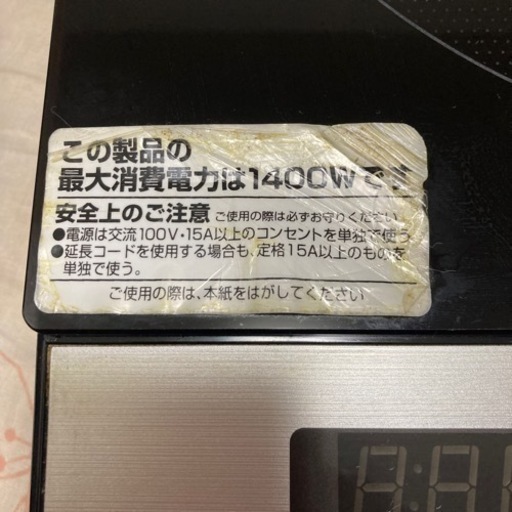 この製品の
最大消費電力は1400Wです
安全上のご注意 ご使用の際は必ずお守りください
●電源は交流100V・15A以上のコンセントを単独で使う
●延長コードを使用する場合も、定格15A以上のものを
単独で使う。
ご使用の際は、本紙をはがしてください